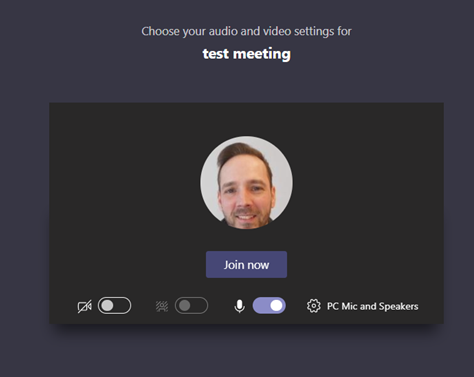 Choose your audio and video settings for
test meeting
Join now
PC Mic and Speakers